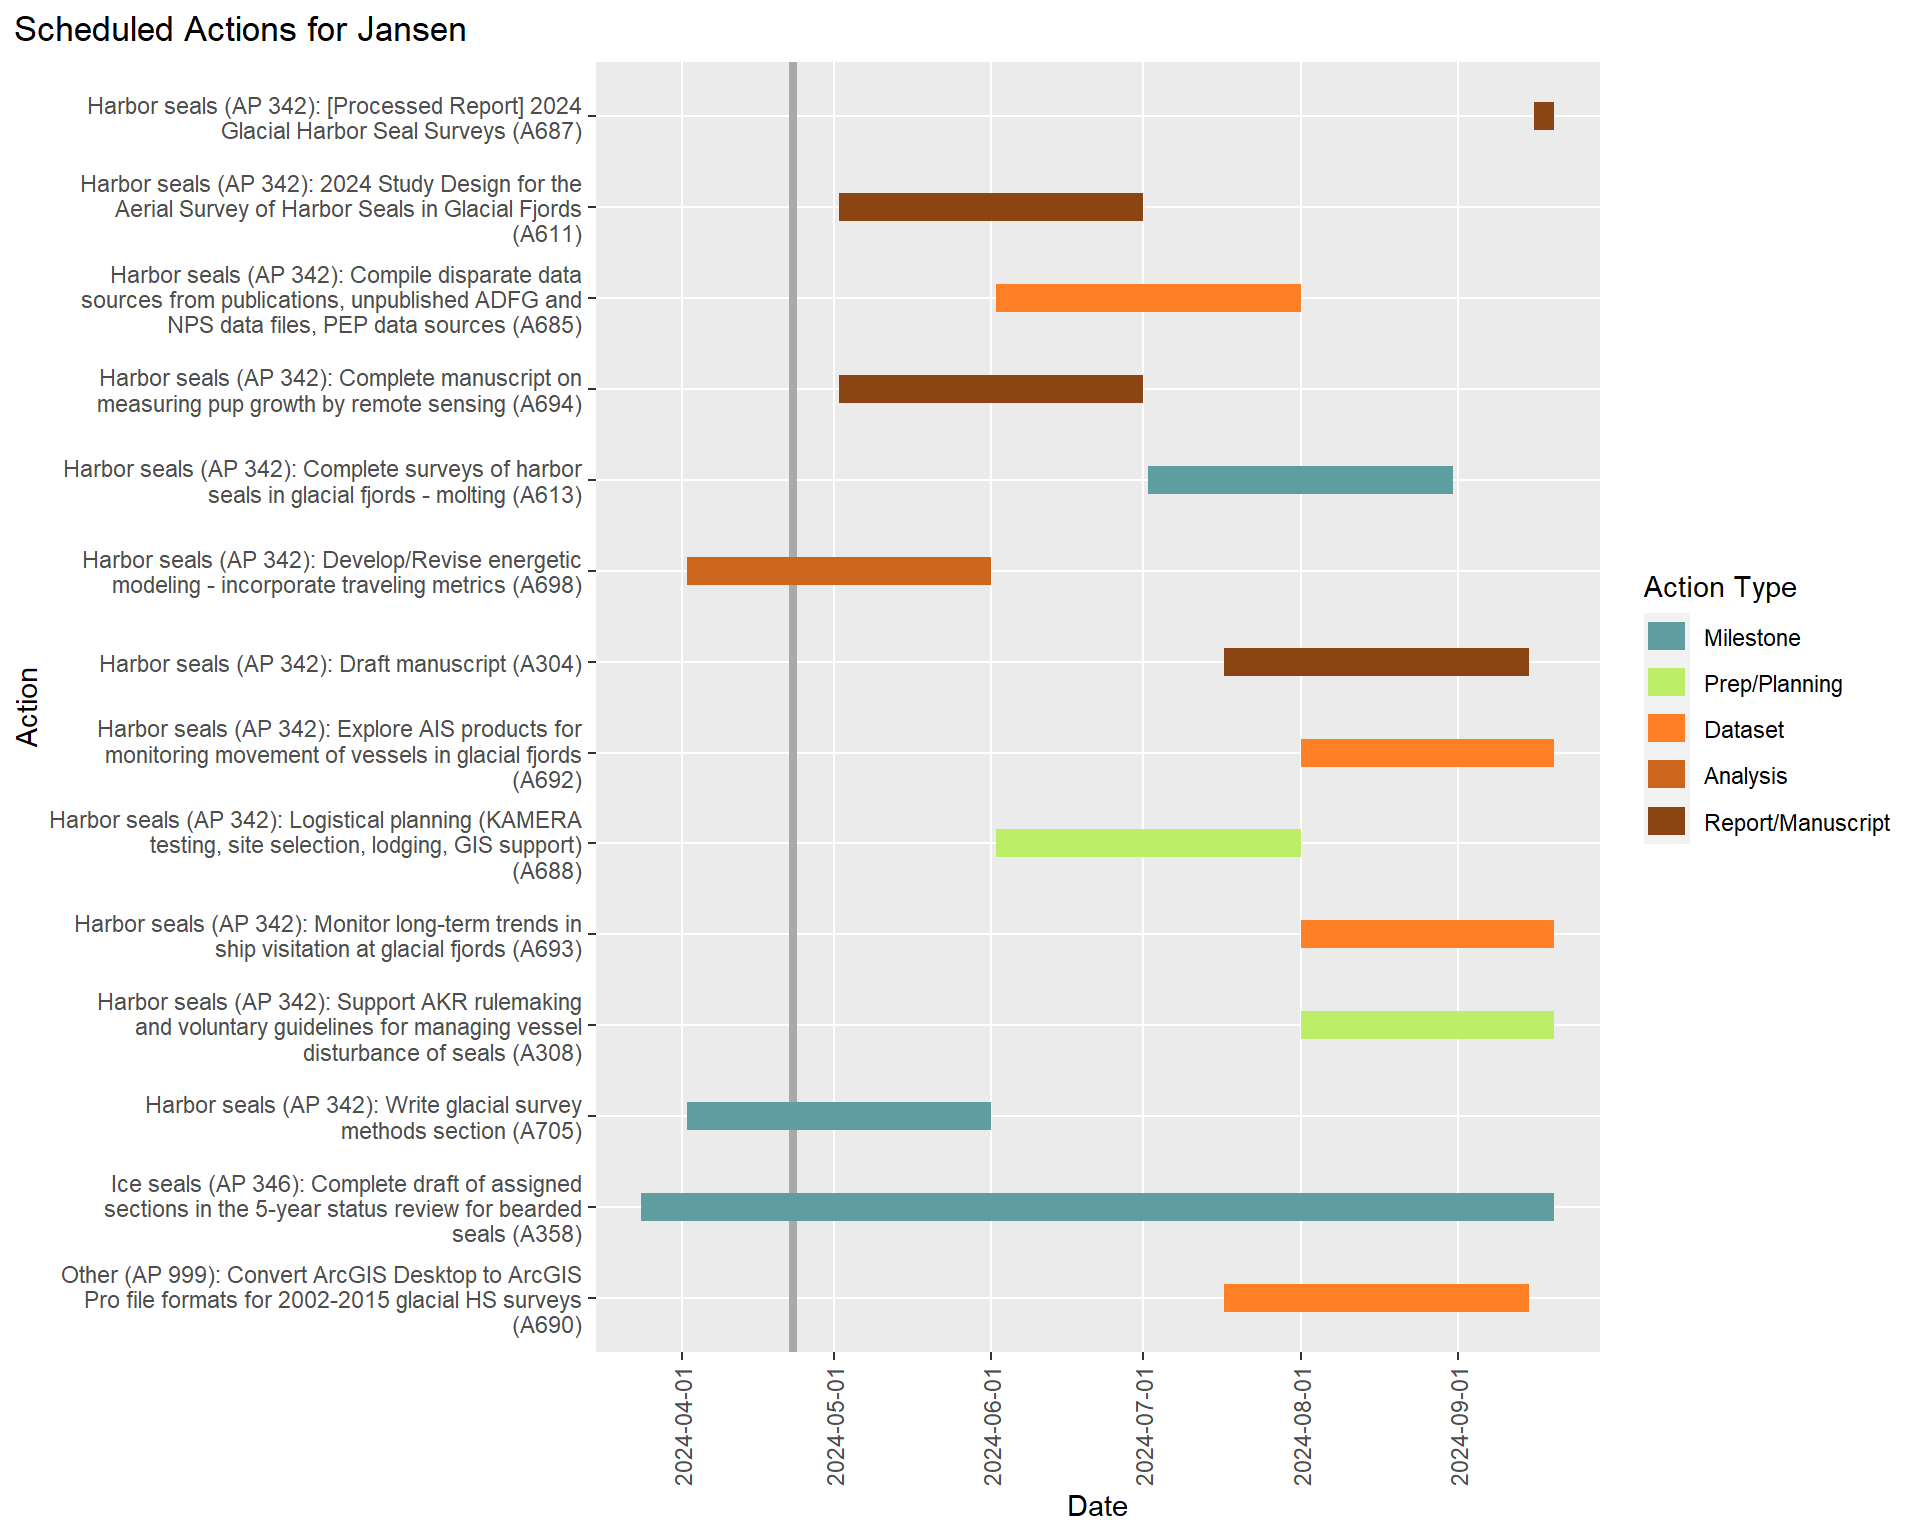 Scheduled Actions for Jansen
Harbor seals (AP 342): [Processed Report] 2024
Glacial Harbor Seal Surveys (A687)
Harbor seals (AP 342): 2024 Study Design for the
Aerial Survey of Harbor Seals in Glacial Fjords
(A611)
Harbor seals (AP 342): Compile disparate data
sources from publications, unpublished ADFG and
NPS data files, PEP data sources (A685)
Harbor seals (AP 342): Complete manuscript on
measuring pup growth by remote sensing (A694)
Harbor seals (AP 342): Complete surveys of harbor
seals in glacial fjords - molting (A613)
Harbor seals (AP 342): Develop/Revise energetic
modeling - incorporate traveling metrics (A698)
Harbor seals (AP 342): Draft manuscript (A304)
Harbor seals (AP 342): Explore AIS products for
monitoring movement of vessels in glacial fjords
(A692)
Harbor seals (AP 342): Logistical planning (KAMERA
testing, site selection, lodging, GIS support)
(A688)
Harbor seals (AP 342): Monitor long-term trends in
ship visitation at glacial fjords (A693)
Harbor seals (AP 342): Support AKR rulemaking
and voluntary guidelines for managing vessel
disturbance of seals (A308)
Harbor seals (AP 342): Write glacial survey
methods section (A705)
Ice seals (AP 346): Complete draft of assigned
sections in the 5-year status review for bearded
seals (A358)
Other (AP 999): Convert ArcGIS Desktop to ArcGIS
Pro file formats for 2002-2015 glacial HS surveys
(A690)
Action
2024-04-01
2024-05-01
2024-06-01
2024-07-01
2024-08-01
2024-09-01
Date
Action Type
Milestone
Prep/Planning
Dataset
Analysis
Report/Manuscript